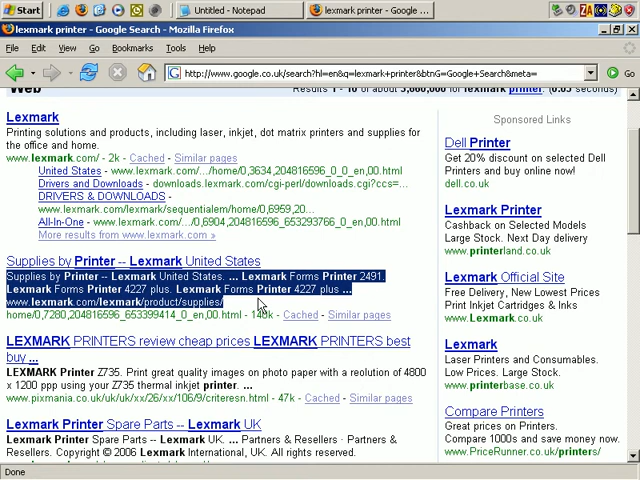 Start
Untitled - Notepad
lexmark printer - Google ...
lexmark printer - Google Search - Mozilla Firefox
File Edit View Go Bookmarks Tools Help
http://www.google.co.uk/search?hl=en&q=lexmark+printer&btnG=Google+Search&meta=
Web
Results 1 - 10 of about
for lexmark printer.
Lexmark
Printing solutions and products, including laser, inkjet, dot matrix printers and supplies for
the office and home.
www.lexmark.com/ - 2k - Cached - Similar pages
United States - www.lexmark.com/.../home/0,3634,204816596_0_0_en,00.html
Drivers and Downloads - downloads.lexmark.com/cgi-perl/downloads.cgi?ccs=...
DRIVERS & DOWNLOADS -
www.lexmark.com/lexmark/sequentialem/home/0,6959,20...
All-In-One - www.lexmark.com/.../0,6904,204816596_653293766_0_en,00.html
More results from www.lexmark.com »
Supplies by Printer -- Lexmark United States
Supplies by Printer -- Lexmark United States. ... Lexmark Forms Printer 2491.
Lexmark Forms Printer 4227 plus. Lexmark Forms Printer 4227 plus ...
www.lexmark.com/lexmark/product/supplies/
home/0,7280,204816596_653399414_0_en,00.html - Cached - Similar pages
LEXMARK PRINTERS review cheap prices LEXMARK PRINTERS best
buy ...
LEXMARK Printer Z735. Print great quality images on photo paper with a reolution of 4800
x 1200 ppp using your Z735 thermal inkjet printer. ...
www.pixmania.co.uk/uk/uk/xx/26/xx/106/9/criteresn.html - 47k - Cached - Similar pages
Lexmark Printer Spare Parts -- Lexmark UK
Lexmark Printer Spare Parts -- Lexmark UK. ... Partners & Resellers · Partners &
Resellers. Copyright © 2006 Lexmark International, UK. All rights reserved.
Sponsored Links
Dell Printer
Get 20% discount on selected Dell
Printers and buy online now!
dell.co.uk
Lexmark Printer
Cashback on Selected Models
Large Stock. Next Day delivery
www.printerland.co.uk
Lexmark Official Site
Free Delivery, New Lowest Prices
Print Inkjet Cartridges & Inks
www.Lexmark.co.uk
Lexmark
Laser Printers and Consumables.
Low Prices. Large Stock.
www.printerbase.co.uk
Compare Printers
Great prices on Printers.
Compare 1000s and save money now.
www.PriceRunner.co.uk/printers/
Done